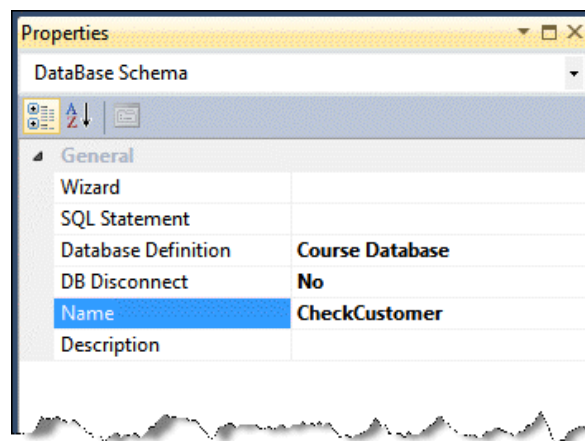 Properties
DataBase Schema
General
Wizard
SQL Statement
Database Definition Course Database
DB Disconnect No
Name CheckCustomer
Description